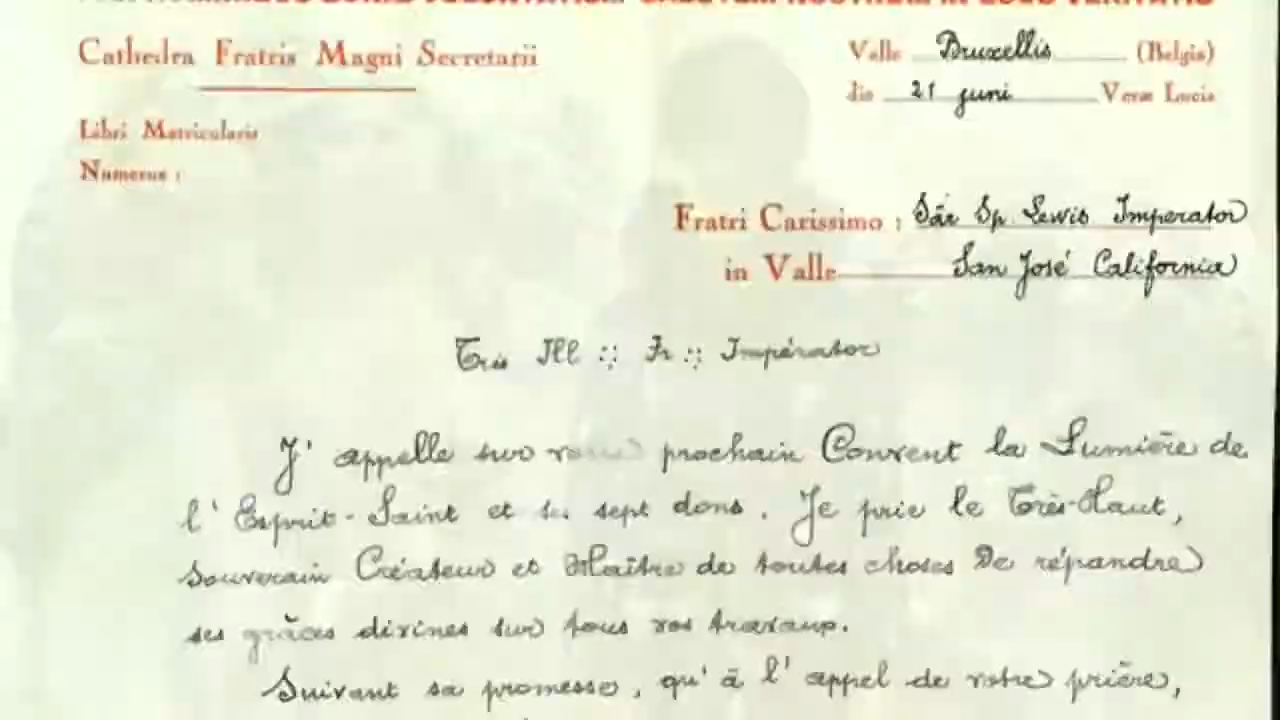 Cathedra Fratris Magni Secretarii
Valle Bruxellis (Belgia)
die 21 juni Veræ Lucis
Libri Matricularis
Numerus :
Fratri Carissimo : Sâr Sp. Lewis Imperator
in Valle San José California
Très Ill :: Fr :: Impérator
J' appelle sur votre prochain Convent la Lumière de
l' Esprit-Saint et ses sept dons. Je prie le Très-Haut,
Souverain Créateur et Maître de toutes choses De répandre
ses grâces divines sur tous vos travaux.
Suivant sa promesse, qu' à l' appel de votre prière,